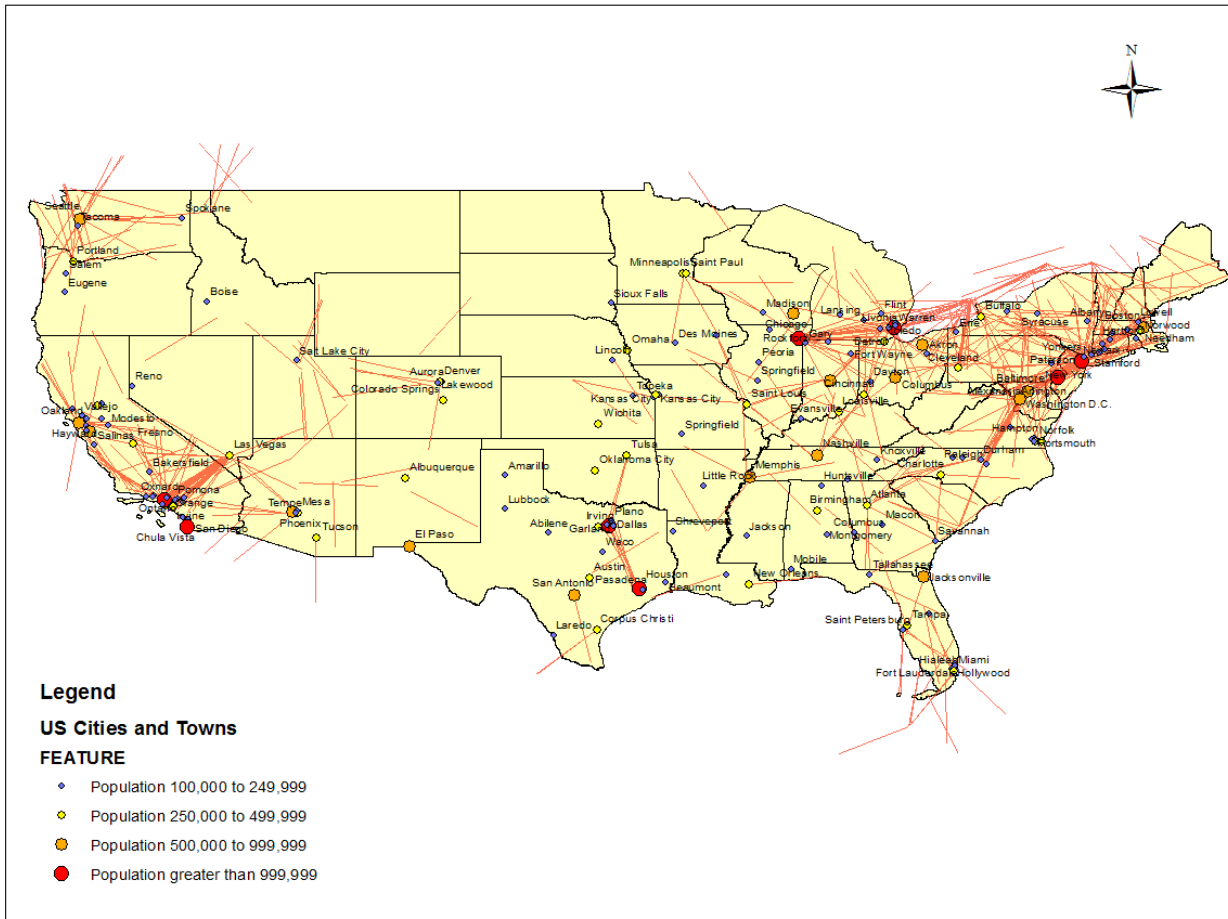 N
Seattle
Tacoma
Spokane
Portland
Salem
Eugene
Boise
Minneapolis Saint Paul
Sioux Falls
Madison
Lansing
Flint
Livonia Warren
Buffalo
Syracuse
Albany
Boston
Lowell
Norwood
Needham
Chicago
Gary
Rockford
Detroit
Toledo
Erie
Akron
Cleveland
Yonkers
Newark
Paterson
Stamford
New York
Omaha
Des Moines
Peoria
Fort Wayne
Salt Lake City
Lincoln
Springfield
Dayton
Columbus
Cincinnati
Baltimore
Washington D.C.
Reno
Aurora Denver
Lakewood
Colorado Springs
Topeka
Kansas City
Kansas City
Wichita
Saint Louis
Evansville
Louisville
Oakland
Vallejo
Modesto
Hayward
Salinas
Fresno
Las Vegas
Springfield
Hampton
Norfolk
Portsmouth
Bakersfield
Albuquerque
Tulsa
Oklahoma City
Nashville
Knoxville
Raleigh
Durham
Charlotte
Amarillo
Little Rock
Memphis
Huntsville
Oxnard
Pomona
Orange
Irvine
San Diego
Chula Vista
Tempe Mesa
Phoenix
Tucson
Lubbock
Abilene
Irving
Plano
Garland
Dallas
Waco
Shreveport
Jackson
Birmingham
Atlanta
Columbus
Macon
Montgomery
Savannah
El Paso
Austin
San Antonio
Pasadena
Houston
Beaumont
New Orleans
Mobile
Tallahassee
Jacksonville
Laredo
Corpus Christi
Saint Petersburg
Tampa
Hialeah
Miami
Fort Lauderdale
Hollywood
Legend
US Cities and Towns
FEATURE
Population 100,000 to 249,999
Population 250,000 to 499,999
Population 500,000 to 999,999
Population greater than 999,999